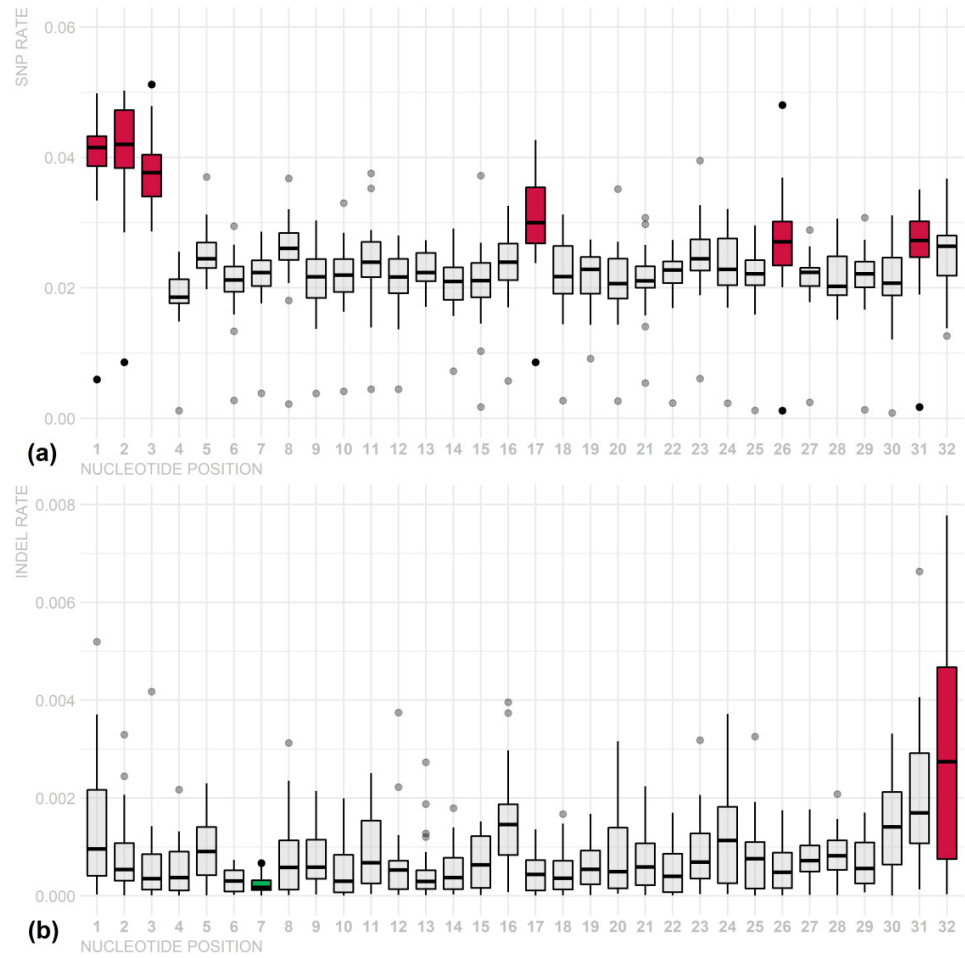 0.06
SNP RATE
0.04
0.02
0.00
(a)
1 2 3 4 5 6 7 8 9 10 11 12 13 14 15 16 17 18 19 20 21 22 23 24 25 26 27 28 29 30 31 32
NUCLEOTIDE POSITION
0.008
INDEL RATE
0.006
0.004
0.002
0.000
(b)
1 2 3 4 5 6 7 8 9 10 11 12 13 14 15 16 17 18 19 20 21 22 23 24 25 26 27 28 29 30 31 32
NUCLEOTIDE POSITION